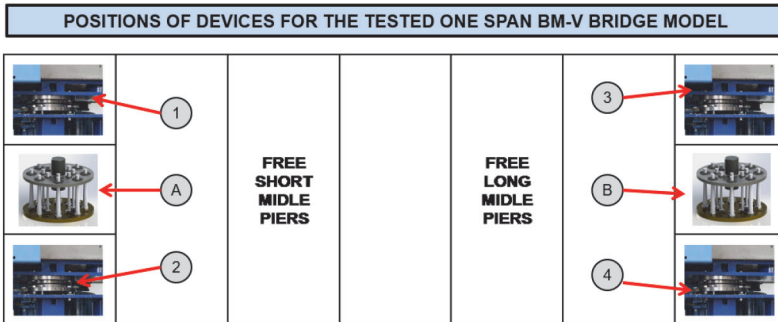 POSITIONS OF DEVICES FOR THE TESTED ONE SPAN BM-V BRIDGE MODEL
1
3
A
FREE
SHORT
MIDLE
PIERS
FREE
LONG
MIDLE
PIERS
B
2
4